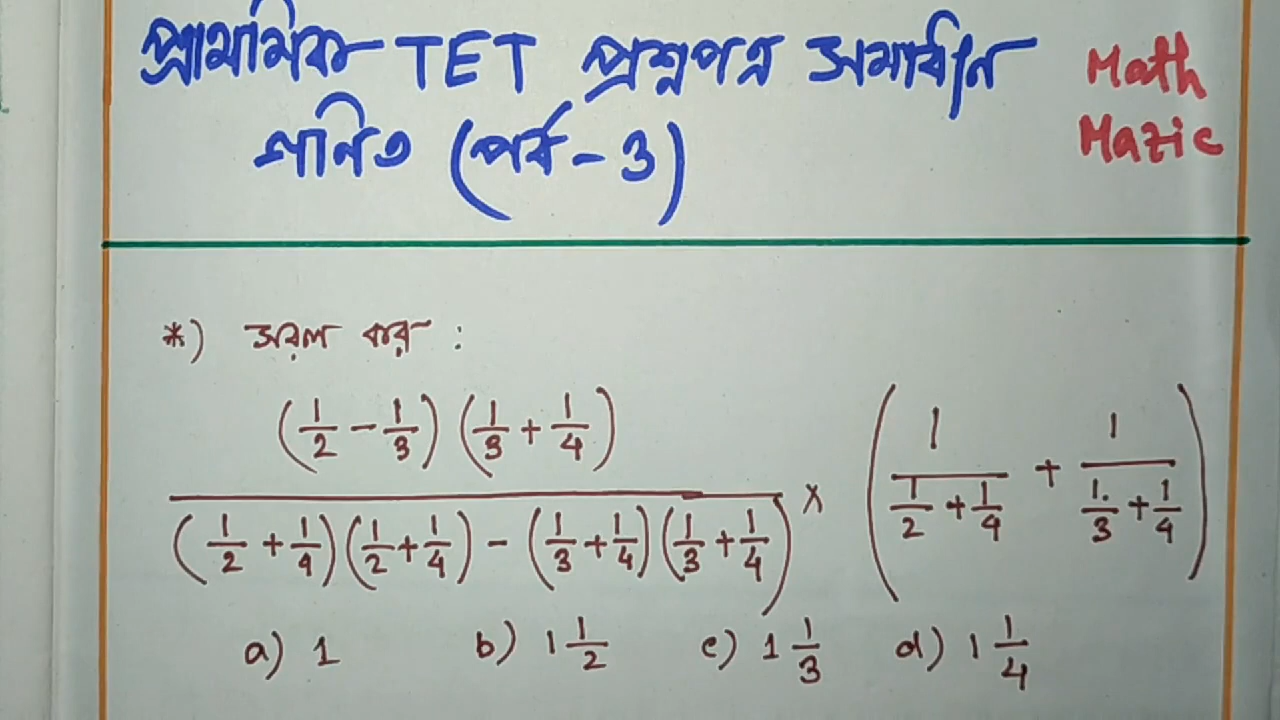 প্রাথমিক TET প্রশ্নপত্র সমাধান
গণিত (পর্ব - 3)
Math
Mazic
*) সরল কর :
(1/2 - 1/3) (1/3 + 1/4)
(1/2 + 1/4)(1/2 + 1/4) - (1/3 + 1/4)(1/3 + 1/4)
× (1/(1/2 + 1/4) + 1/(1/3 + 1/4))
a) 1 b) 1 1/2 c) 1 1/3 d) 1 1/4